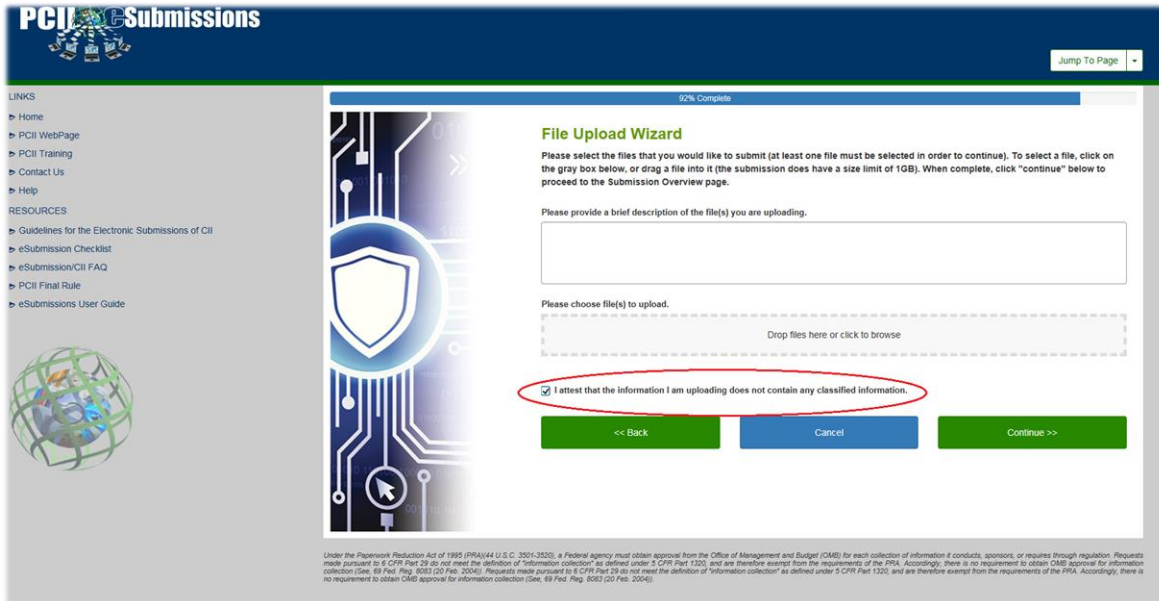 PCII eSubmissions
Jump To Page
LINKS
Home
PCII WebPage
PCII Training
Contact Us
Help
RESOURCES
Guidelines for the Electronic Submissions of CII
eSubmission Checklist
eSubmission/CII FAQ
PCII Final Rule
eSubmissions User Guide
92% Complete
File Upload Wizard
Please select the files that you would like to submit (at least one file must be selected in order to continue). To select a file, click on
the gray box below, or drag a file into it (the submission does have a size limit of 1GB). When complete, click "continue" below to
proceed to the Submission Overview page.
Please provide a brief description of the file(s) you are uploading.
Please choose file(s) to upload.
Drop files here or click to browse
I attest that the information I am uploading does not contain any classified information.
<< Back
Cancel
Continue >>
Under the Paperwork Reduction Act of 1995 (PRA)(44 U.S.C. 3501-3520), a Federal agency must obtain approval from the Office of Management and Budget (OMB) for each collection of information it conducts, sponsors, or requires through regulation. Requests
made pursuant to 6 CFR Part 29 do not meet the definition of "information collection" as defined under 5 CFR Part 1320, and are therefore exempt from the requirements of the PRA. Accordingly, there is no requirement to obtain OMB approval for information
collection (See, 69 Fed. Reg. 8083 (20 Feb. 2004)). Requests made pursuant to 6 CFR Part 29 do not meet the definition of "information collection" as defined under 5 CFR Part 1320, and are therefore exempt from the requirements of the PRA. Accordingly, there is
no requirement to obtain OMB approval for information collection (See, 69 Fed. Reg. 8083 (20 Feb. 2004)).